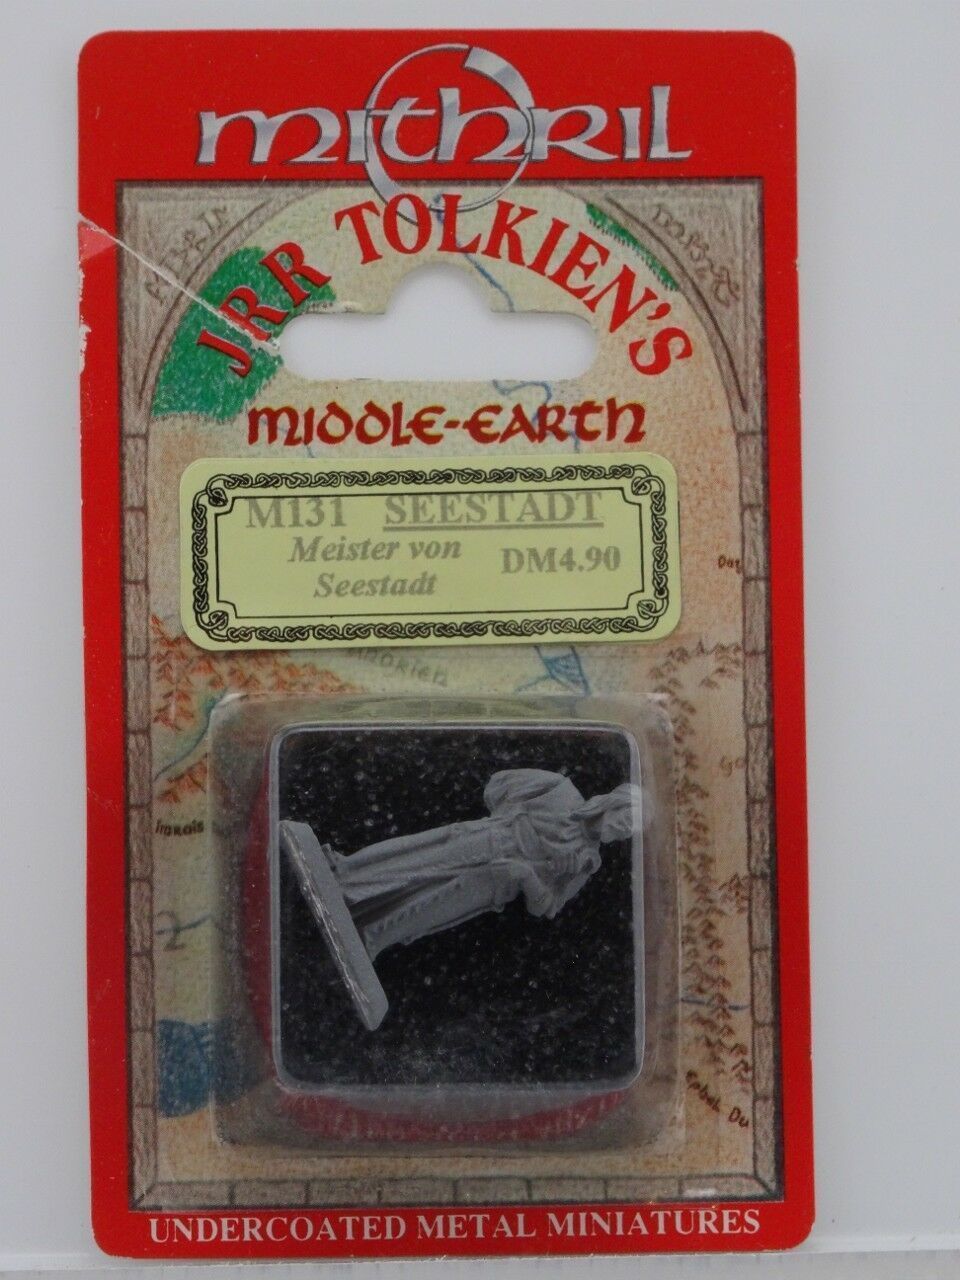 mithril
JRR TOLKIEN'S
MIDDLE-EARTH
M131 SEESTADT
Meister von
Seestadt
DM4.90
UNDERCOATED METAL MINIATURES